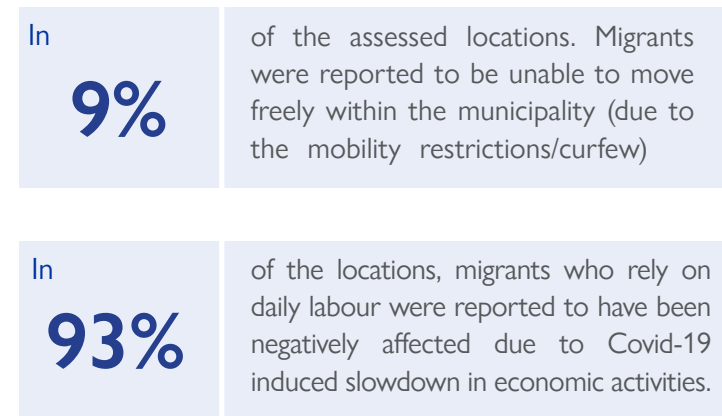 In
9%
of the assessed locations. Migrants
were reported to be unable to move
freely within the municipality (due to
the mobility restrictions/curfew)
In
93%
of the locations, migrants who rely on
daily labour were reported to have been
negatively affected due to Covid-19
induced slowdown in economic activities.